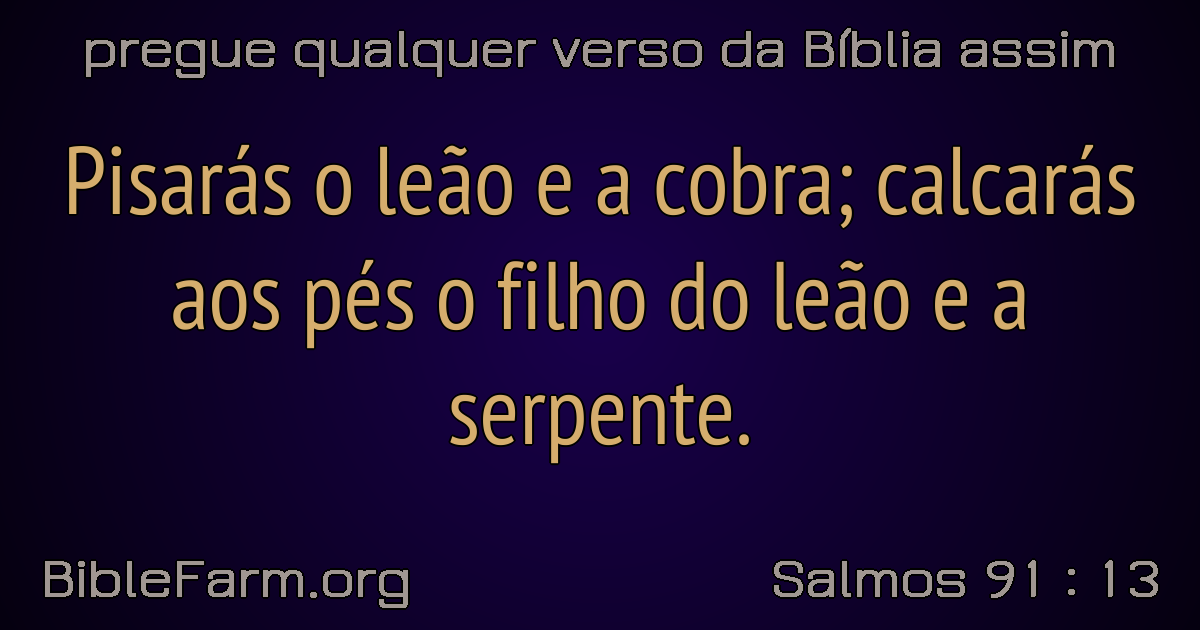 pregue qualquer verso da Bíblia assim
Pisarás o leão e a cobra; calcarás
aos pés o filho do leão e a
serpente.
BibleFarm.org
Salmos 91 : 13